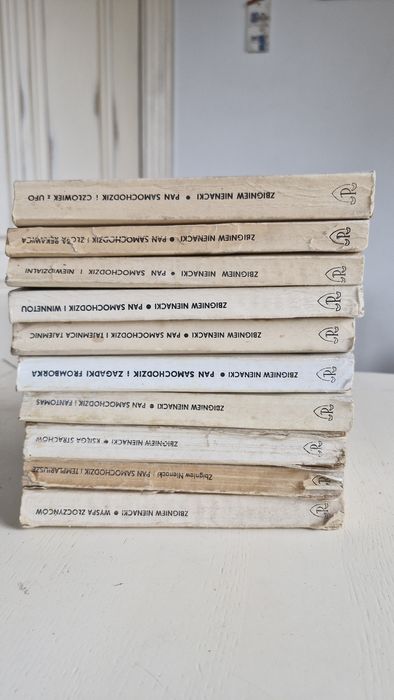 ZBIGNIEW NIENACKI • PAN SAMOCHODZIK i CZŁOWIEK z UFO
ZBIGNIEW NIENACKI • PAN SAMOCHODZIK i ZŁOTA RĘKAWICA
ZBIGNIEW NIENACKI • PAN SAMOCHODZIK I NIEWIDZIALNI
ZBIGNIEW NIENACKI • PAN SAMOCHODZIK I WINNETOU
ZBIGNIEW NIENACKI • PAN SAMOCHODZIK I TAJEMNICA TAJEMNIC
ZBIGNIEW NIENACKI • PAN SAMOCHODZIK i ZAGADKI FROMBORKA
ZBIGNIEW NIENACKI • PAN SAMOCHODZIK I FANTOMAS
ZBIGNIEW NIENACKI • KSIĘGA STRACHÓW
Zbigniew Nienacki PAN SAMOCHODZIK I TEMPLARIUSZE
ZBIGNIEW NIENACKI • WYSPA ZŁOCZYŃCÓW